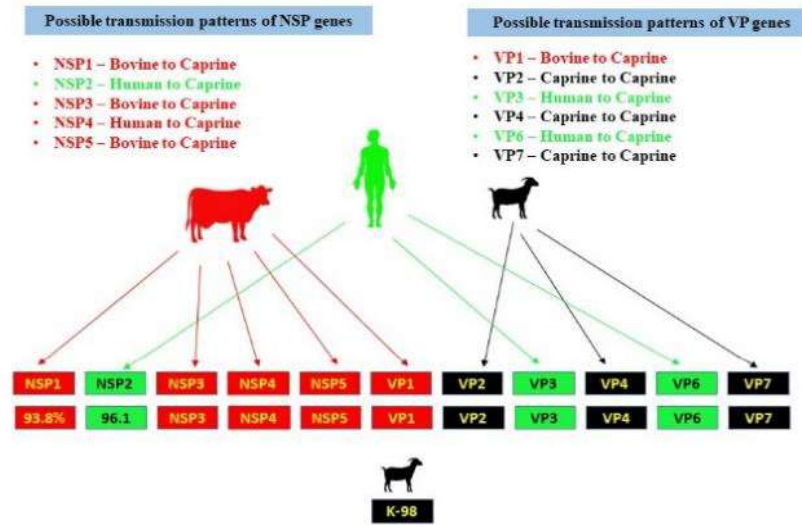 Possible transmission patterns of NSP genes
• NSP1 – Bovine to Caprine
• NSP2 – Human to Caprine
• NSP3 – Bovine to Caprine
• NSP4 – Human to Caprine
• NSP5 – Bovine to Caprine
Possible transmission patterns of VP genes
• VP1 – Bovine to Caprine
• VP2 – Caprine to Caprine
• VP3 – Human to Caprine
• VP4 – Caprine to Caprine
• VP6 – Human to Caprine
• VP7 – Caprine to Caprine
NSP1 NSP2 NSP3 NSP4 NSP5 VP1 VP2 VP3 VP4 VP6 VP7
93.8% 96.1 NSP3 NSP4 NSP5 VP1 VP2 VP3 VP4 VP6 VP7
K-98